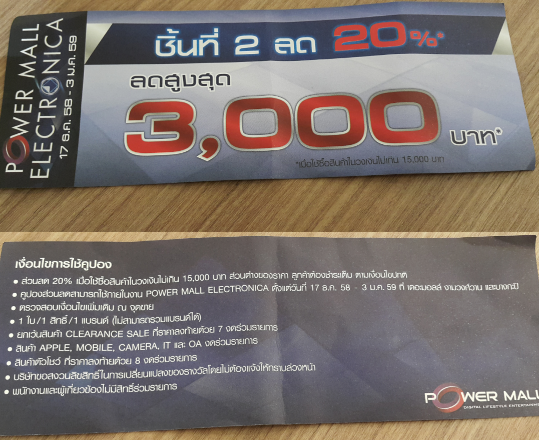 POWER MALL
ELECTRONICA
17 ธ.ค. 58 - 3 ม.ค. 59
ชิ้นที่ 2 ลด 20%*
ลดสูงสุด
3,000 บาท*
*เมื่อใช้ซื้อสินค้าในวงเงินไม่เกิน 15,000 บาท
เงื่อนไขการใช้คูปอง
• ส่วนลด 20% เมื่อใช้ซื้อสินค้าในวงเงินไม่เกิน 15,000 บาท ส่วนต่างของราคา ลูกค้าต้องชำระเต็ม ตามเงื่อนไขปกติ
• คูปองส่วนลดสามารถใช้ภายในงาน POWER MALL ELECTRONICA ตั้งแต่วันที่ 17 ธ.ค. 58 - 3 ม.ค. 59 ที่ เดอะมอลล์ งามวงศ์วาน และบางกะปิ
• ตรวจสอบเงื่อนไขเพิ่มเติม ณ จุดขาย
• 1 ใบ / 1 สิทธิ์ / 1 แบรนด์ (ไม่สามารถรวมแบรนด์ได้)
• ยกเว้นสินค้า CLEARANCE SALE ที่ราคาลงท้ายด้วย 7 งดร่วมรายการ
• สินค้า APPLE, MOBILE, CAMERA, IT และ OA งดร่วมรายการ
• สินค้าตัวโชว์ ที่ราคาลงท้ายด้วย 8 งดร่วมรายการ
• บริษัทขอสงวนลิขสิทธิ์ในการเปลี่ยนแปลงของรางวัลโดยไม่ต้องแจ้งให้ทราบล่วงหน้า
• พนักงานและผู้เกี่ยวข้องไม่มีสิทธิ์ร่วมรายการ
POWER MALL
DIGITAL LIFESTYLE ENTERTAINME